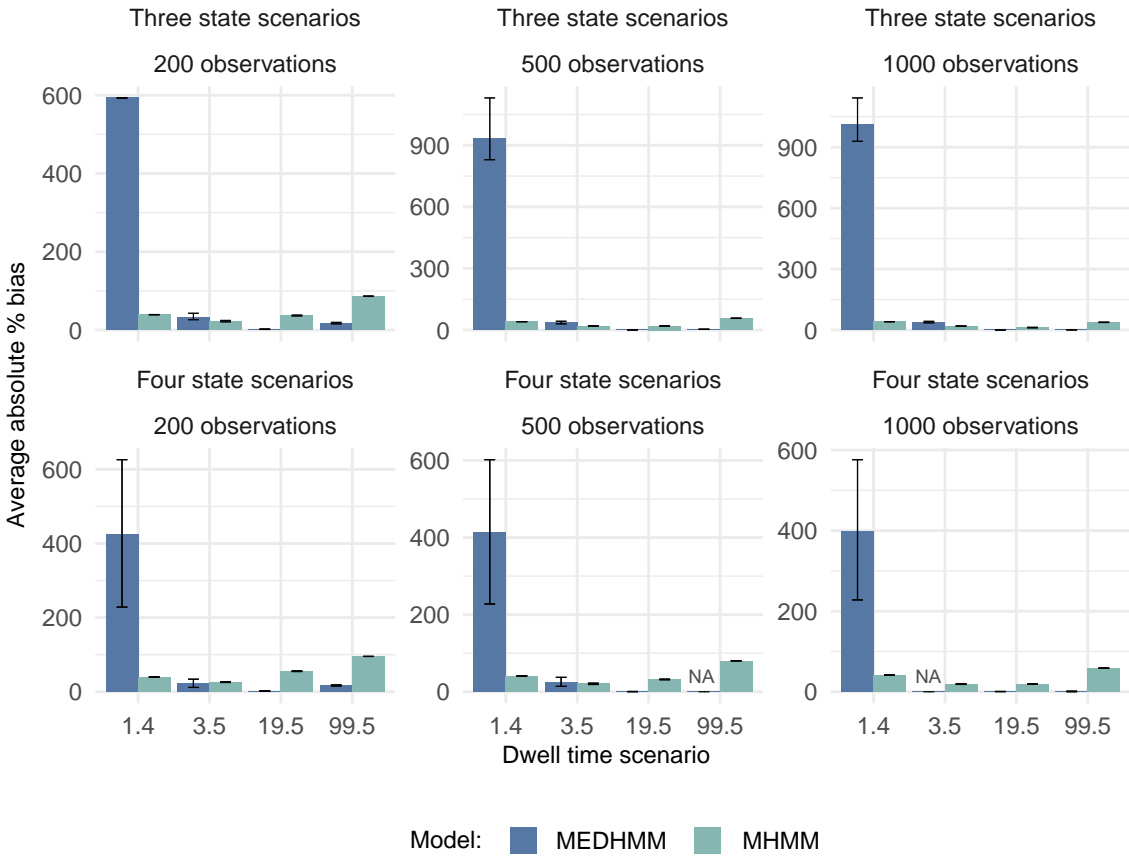 Three state scenarios
Three state scenarios
Three state scenarios
200 observations
500 observations
1000 observations
600
400
200
0
900
600
300
0
900
600
300
0
Four state scenarios
Four state scenarios
Four state scenarios
200 observations
500 observations
1000 observations
600
400
200
0
600
400
200
0
NA
600
400
200
0
NA
1.4 3.5 19.5 99.5
1.4 3.5 19.5 99.5
1.4 3.5 19.5 99.5
Average absolute % bias
Dwell time scenario
Model: MEDHMM MHMM